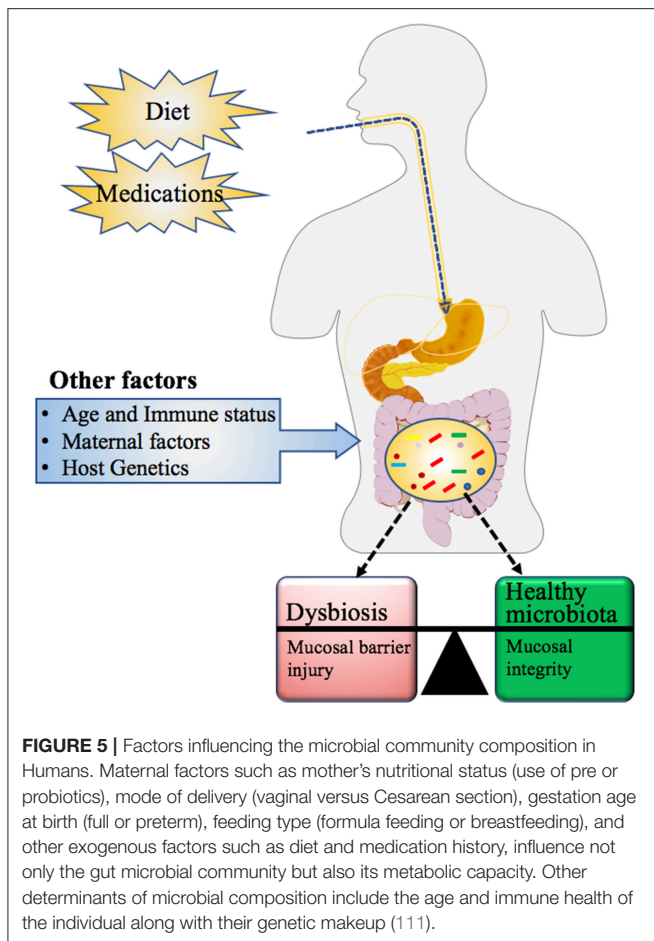 Diet
Medications
Other factors
• Age and Immune status
• Maternal factors
• Host Genetics
Dysbiosis
Mucosal barrier
injury
Healthy
microbiota
Mucosal
integrity
FIGURE 5 | Factors influencing the microbial community composition in
Humans. Maternal factors such as mother's nutritional status (use of pre or
probiotics), mode of delivery (vaginal versus Cesarean section), gestation age
at birth (full or preterm), feeding type (formula feeding or breastfeeding), and
other exogenous factors such as diet and medication history, influence not
only the gut microbial community but also its metabolic capacity. Other
determinants of microbial composition include the age and immune health of
the individual along with their genetic makeup (111).